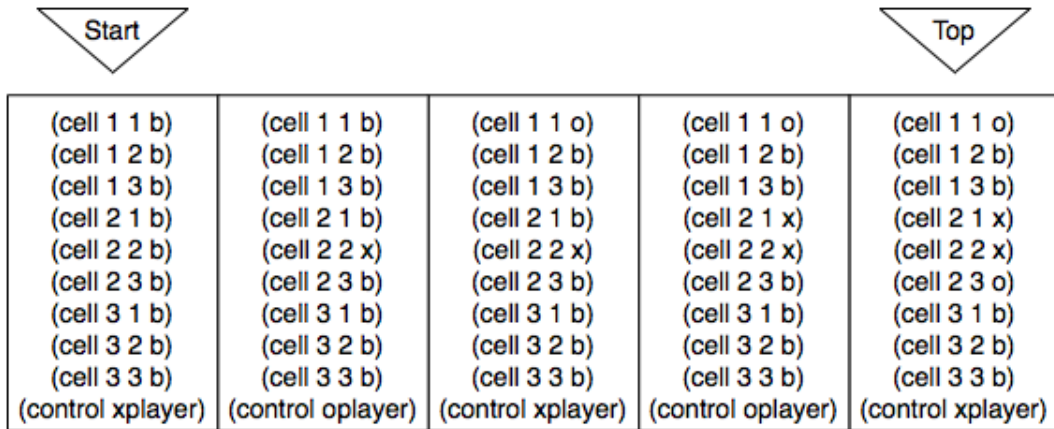 Start
Top
(cell 1 1 b)
(cell 1 2 b)
(cell 1 3 b)
(cell 2 1 b)
(cell 2 2 b)
(cell 2 3 b)
(cell 3 1 b)
(cell 3 2 b)
(cell 3 3 b)
(control xplayer)
(cell 1 1 b)
(cell 1 2 b)
(cell 1 3 b)
(cell 2 1 b)
(cell 2 2 x)
(cell 2 3 b)
(cell 3 1 b)
(cell 3 2 b)
(cell 3 3 b)
(control oplayer)
(cell 1 1 o)
(cell 1 2 b)
(cell 1 3 b)
(cell 2 1 b)
(cell 2 2 x)
(cell 2 3 b)
(cell 3 1 b)
(cell 3 2 b)
(cell 3 3 b)
(control xplayer)
(cell 1 1 o)
(cell 1 2 b)
(cell 1 3 b)
(cell 2 1 x)
(cell 2 2 x)
(cell 2 3 b)
(cell 3 1 b)
(cell 3 2 b)
(cell 3 3 b)
(control oplayer)
(cell 1 1 o)
(cell 1 2 b)
(cell 1 3 b)
(cell 2 1 x)
(cell 2 2 x)
(cell 2 3 o)
(cell 3 1 b)
(cell 3 2 b)
(cell 3 3 b)
(control xplayer)